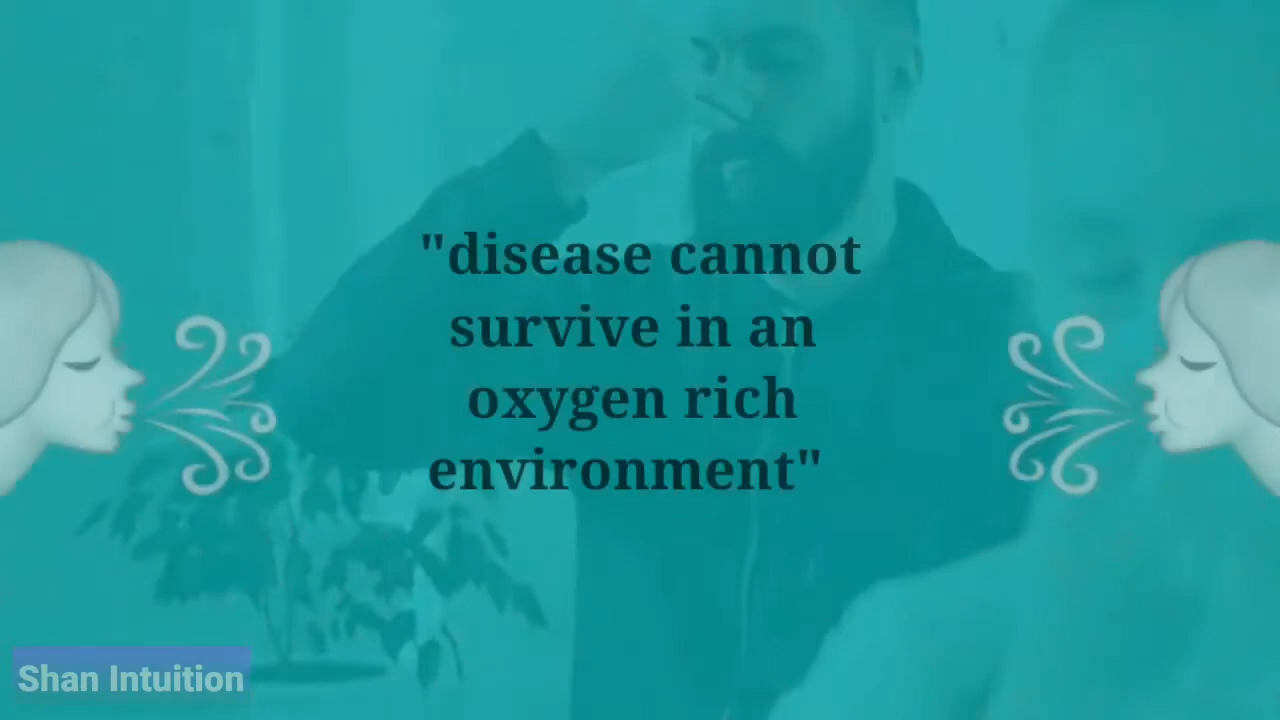 "disease cannot
survive in an
oxygen rich
environment"
Shan Intuition